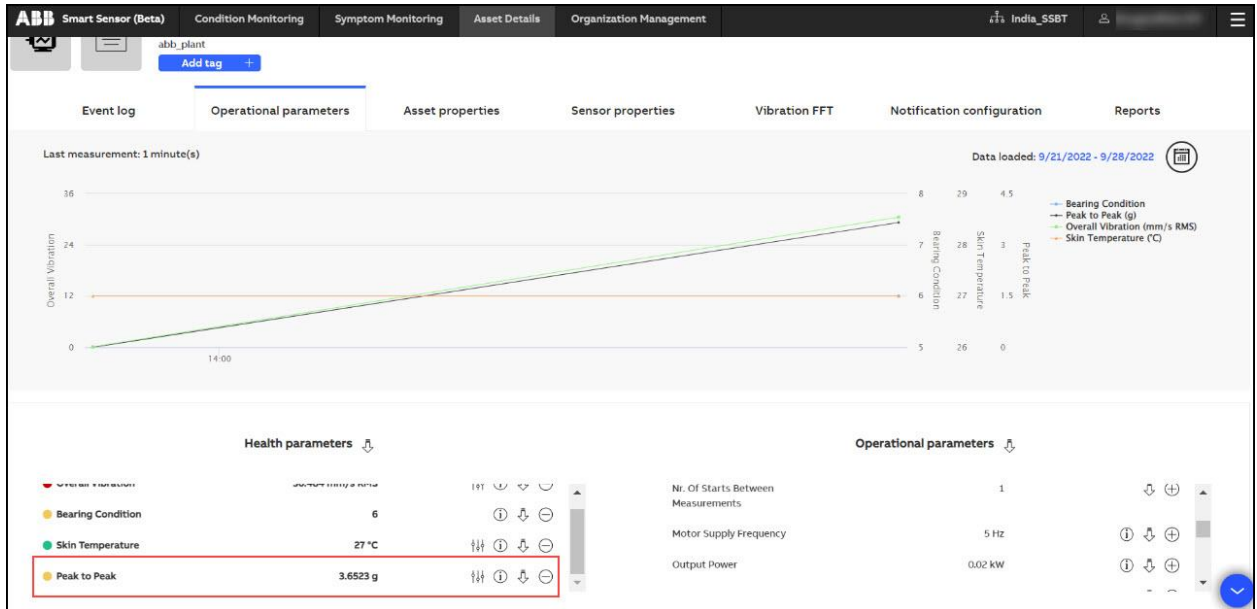 ABB Smart Sensor (Beta) Condition Monitoring Symptom Monitoring Asset Details Organization Management India_SSBT
abb_plant
Add tag +
Event log Operational parameters Asset properties Sensor properties Vibration FFT Notification configuration Reports
Last measurement: 1 minute(s) Data loaded: 9/21/2022 - 9/28/2022
36 8 29 4.5
24 7 28 3
12 6 27 1.5
0 5 26 0
14:00
Overall Vibration
Bearing Condition
Skin Temperature
Peak to Peak
Bearing Condition
Peak to Peak (g)
Overall Vibration (mm/s RMS)
Skin Temperature (°C)
Health parameters
Overall Vibration mm/s RMS
Bearing Condition 6
Skin Temperature 27 °C
Peak to Peak 3.6523 g
Operational parameters
Nr. Of Starts Between 1
Measurements
Motor Supply Frequency 5 Hz
Output Power 0.02 kW